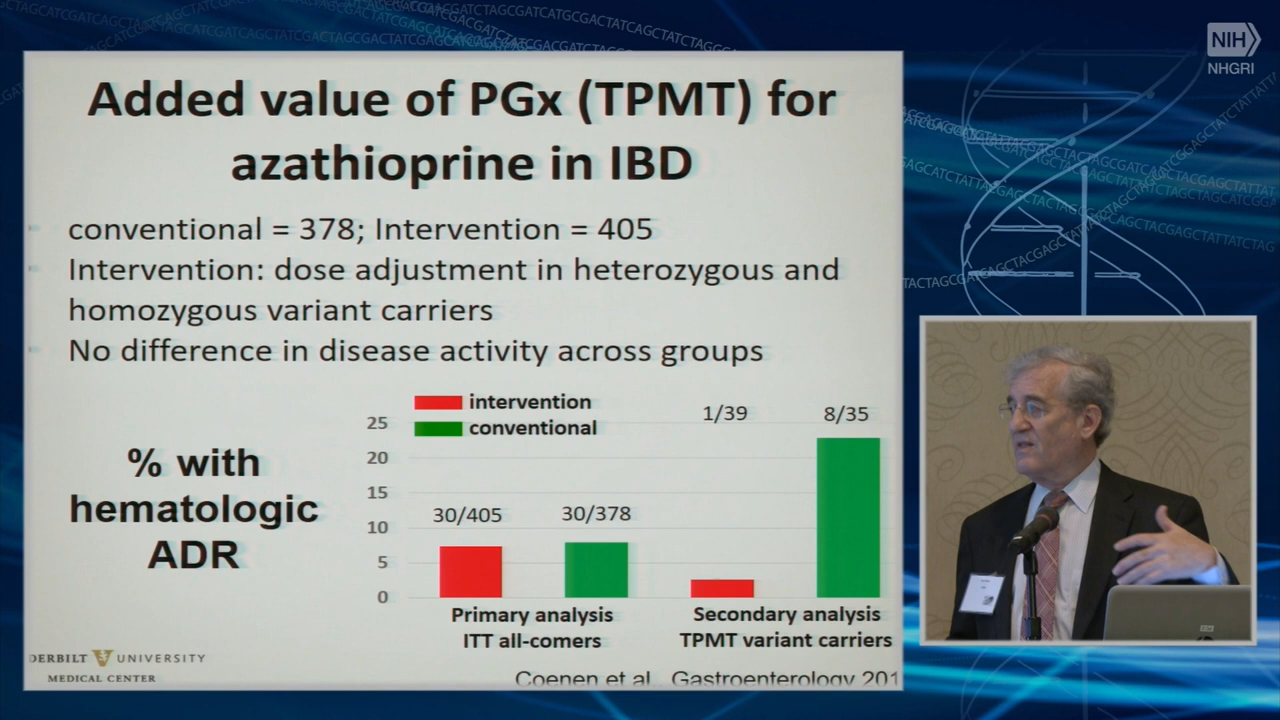 NIH
NHGRI
Added value of PGx (TPMT) for
azathioprine in IBD
conventional = 378; Intervention = 405
Intervention: dose adjustment in heterozygous and
homozygous variant carriers
No difference in disease activity across groups
% with
hematologic
ADR
intervention
conventional
25
20
15
10
5
0
30/405
30/378
1/39
8/35
Primary analysis
ITT all-comers
Secondary analysis
TPMT variant carriers
DERBILT UNIVERSITY
MEDICAL CENTER
Coenen et al., Gastroenterology 201